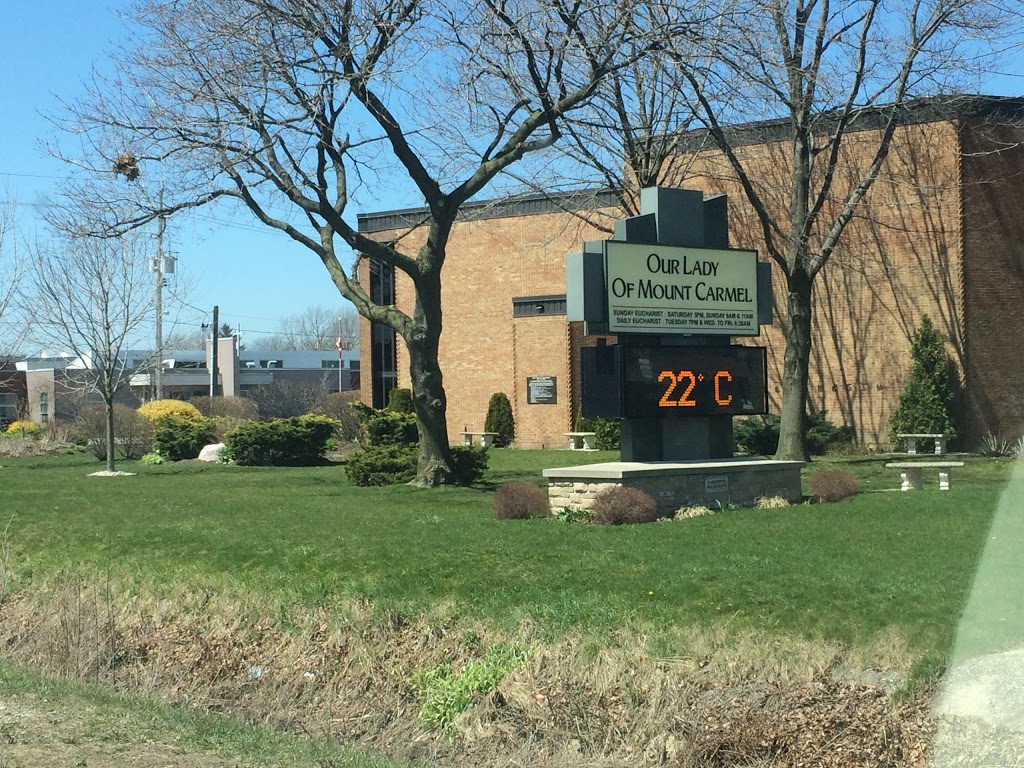 OUR LADY
OF MOUNT CARMEL
SUNDAY EUCHARIST : SATURDAY 5PM, SUNDAY 9AM & 11AM
DAILY EUCHARIST : TUESDAY 7PM & WED. TO FRI. 8:30AM
22° C